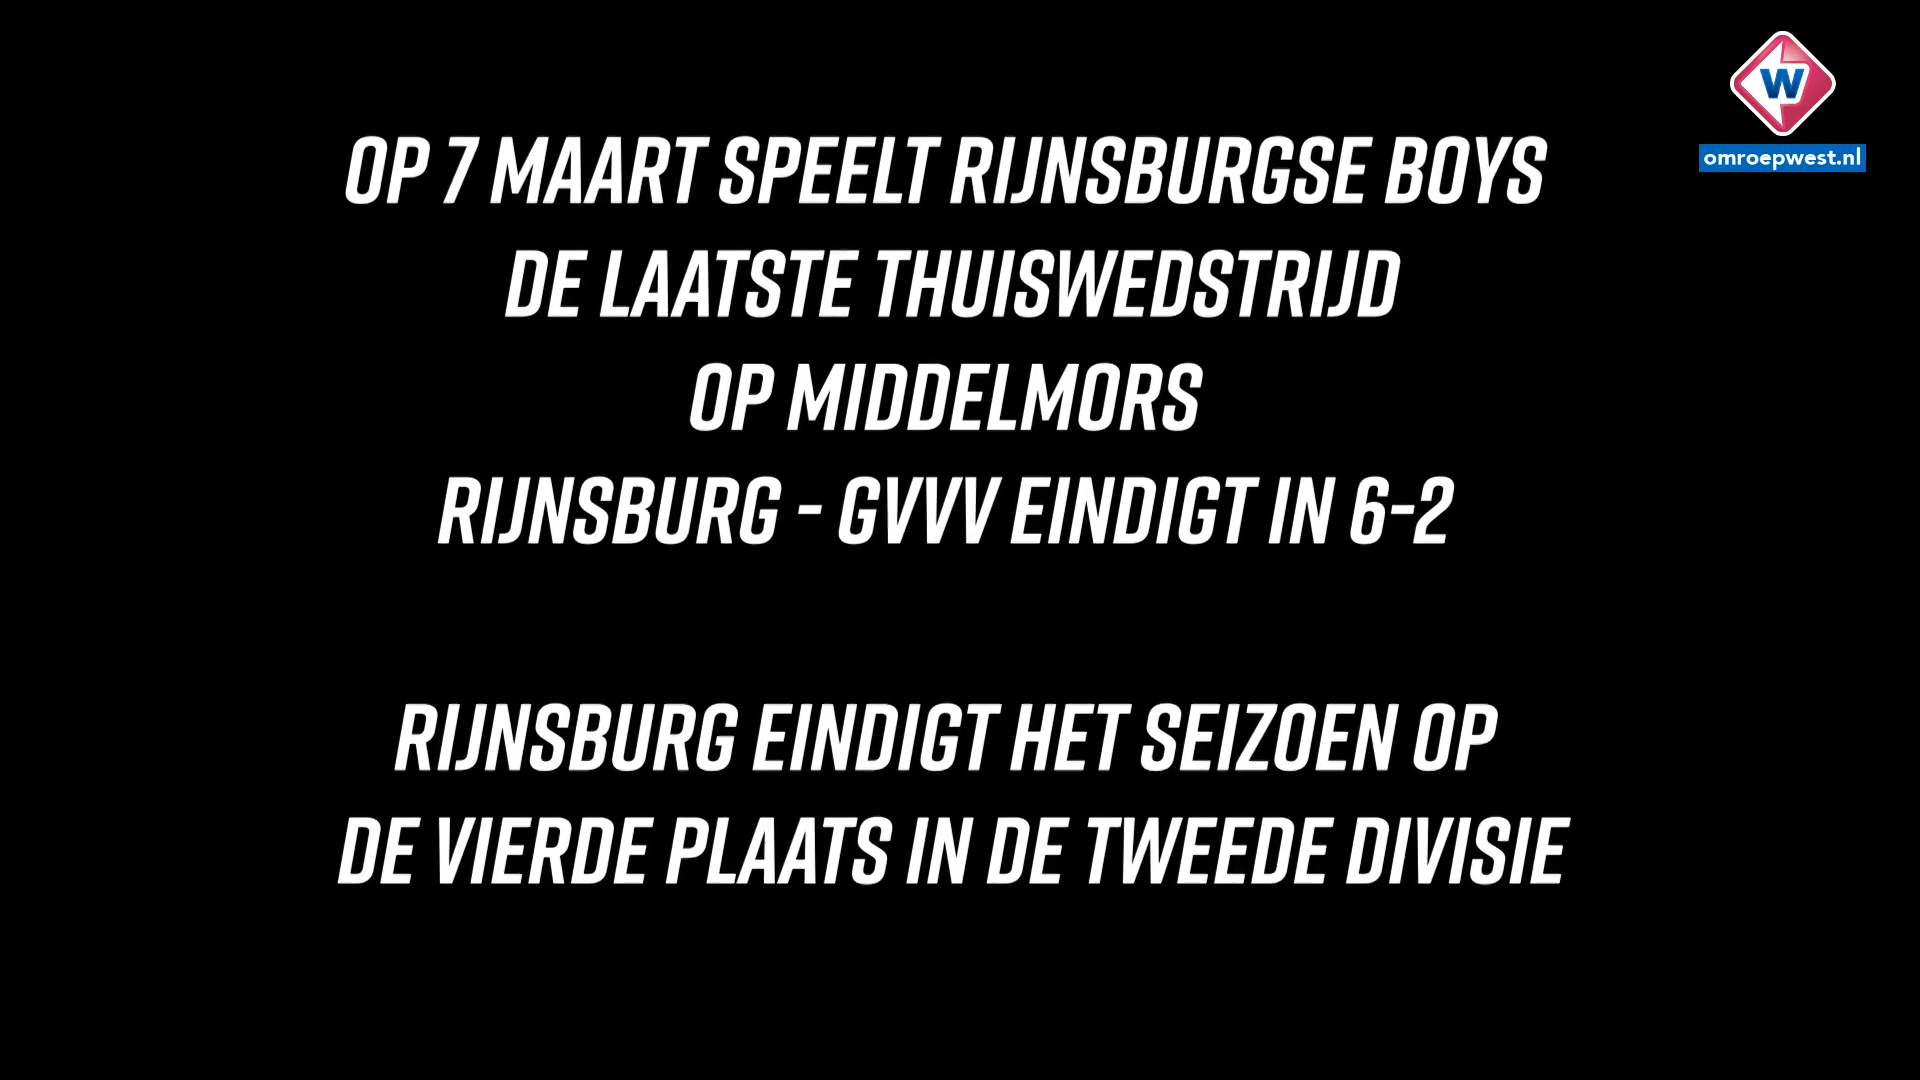 W
omroepwest.nl
OP 7 MAART SPEELT RIJNSBURGSE BOYS
DE LAATSTE THUISWEDSTRIJD
OP MIDDELMORS
RIJNSBURG - GVVV EINDIGT IN 6-2
RIJNSBURG EINDIGT HET SEIZOEN OP
DE VIERDE PLAATS IN DE TWEEDE DIVISIE